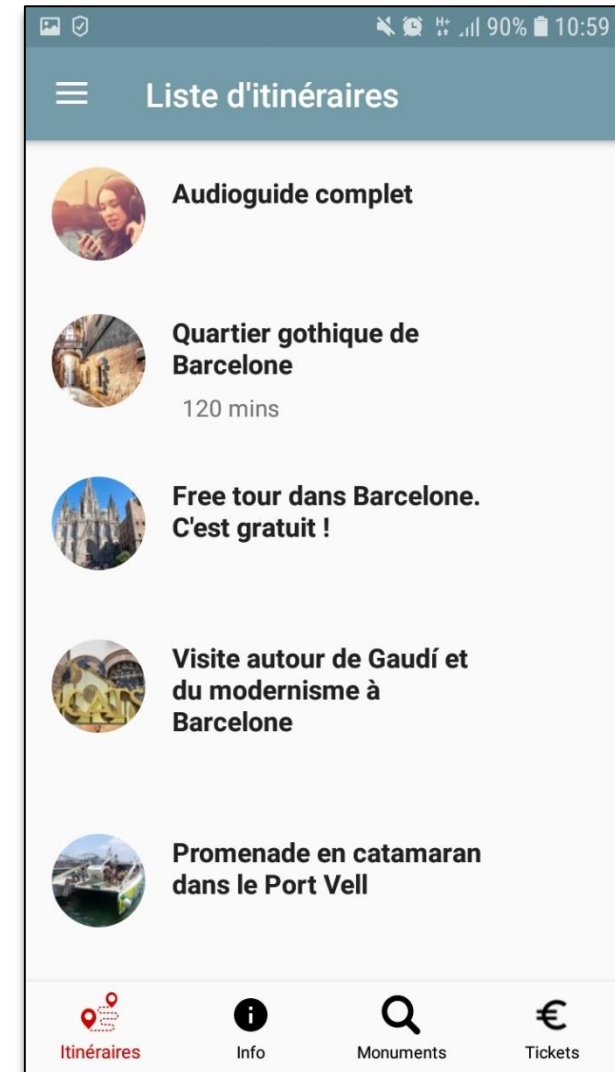 90% 10:59
Liste d'itinéraires
Audioguide complet
Quartier gothique de
Barcelone
120 mins
Free tour dans Barcelone.
C'est gratuit !
Visite autour de Gaudí et
du modernisme à
Barcelone
CATS
Promenade en catamaran
dans le Port Vell
Itinéraires Info Monuments Tickets